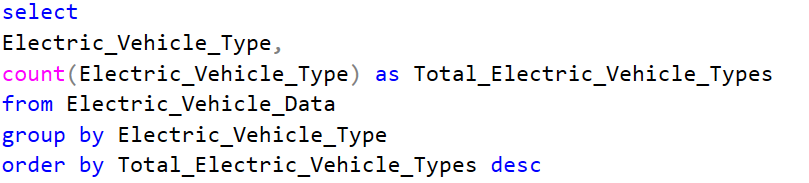 select
Electric_Vehicle_Type,
count(Electric_Vehicle_Type) as Total_Electric_Vehicle_Types
from Electric_Vehicle_Data
group by Electric_Vehicle_Type
order by Total_Electric_Vehicle_Types desc